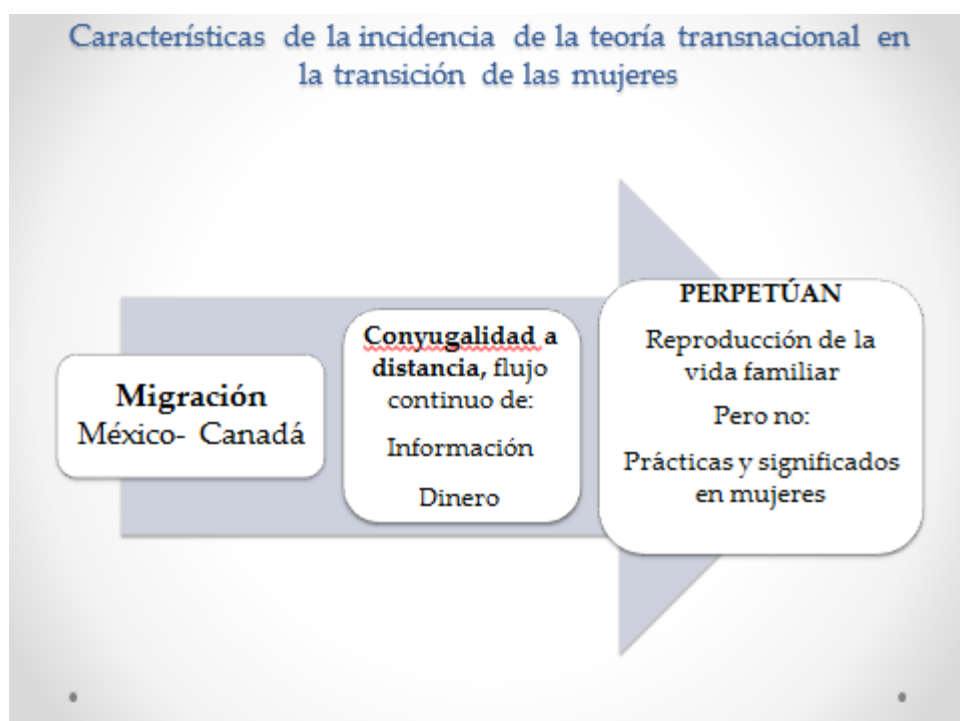 Características de la incidencia de la teoría transnacional en
la transición de las mujeres
Migración
México- Canadá
Conyugalidad a
distancia, flujo
continuo de:
Información
Dinero
PERPETÚAN
Reproducción de la
vida familiar
Pero no:
Prácticas y significados
en mujeres